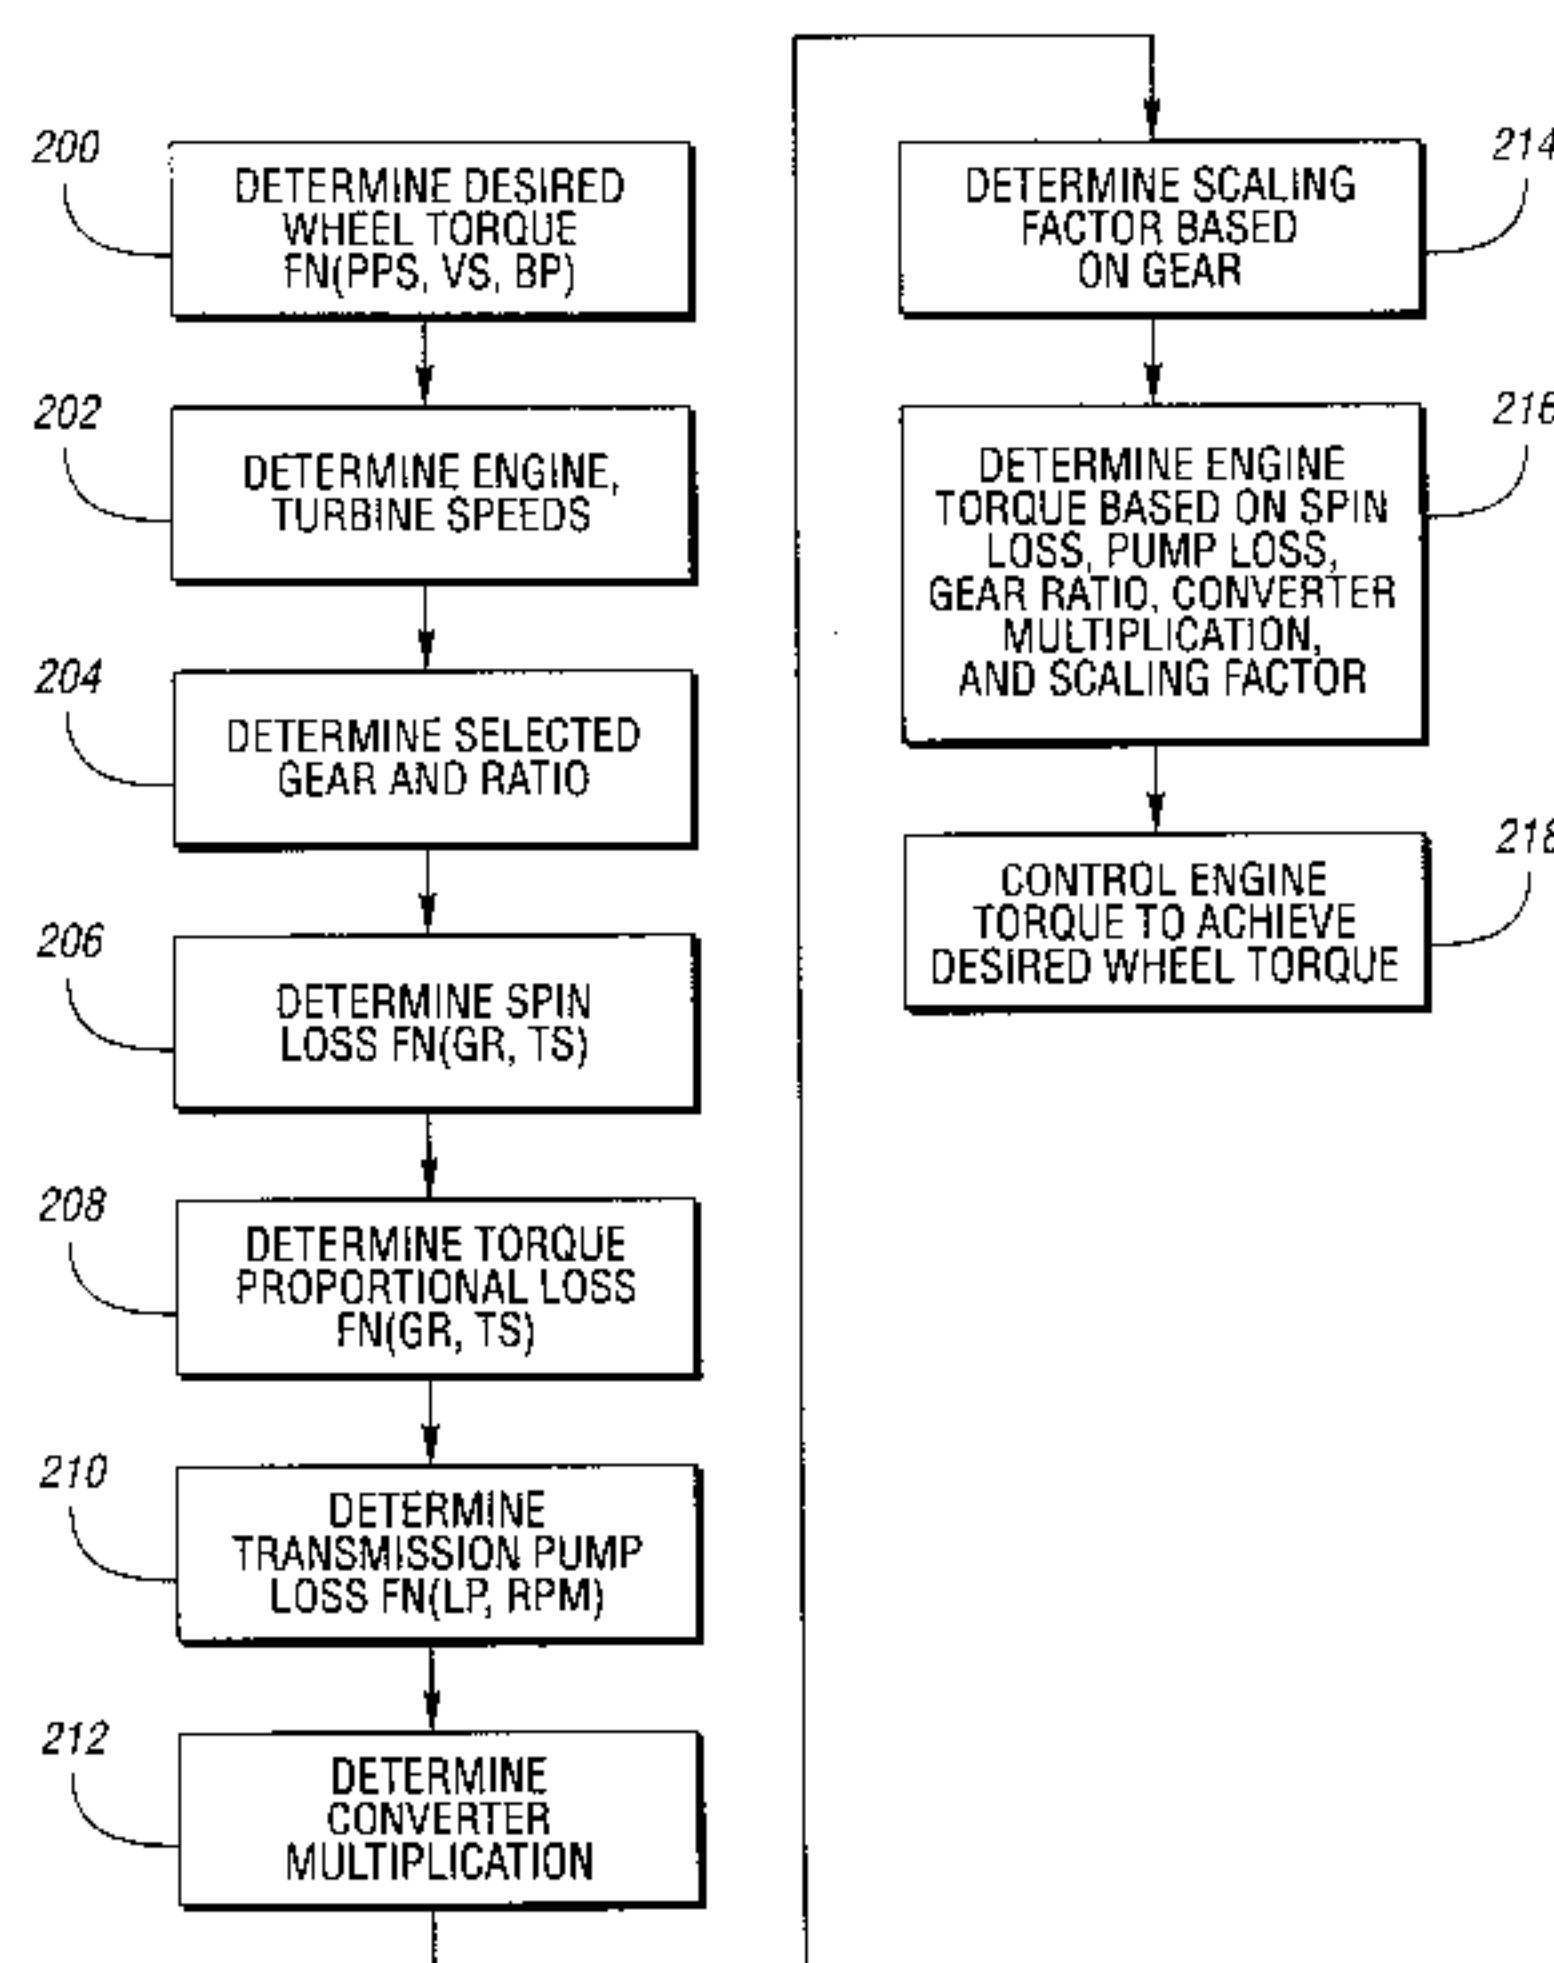 200
DETERMINE DESIRED
WHEEL TORQUE
FN(PPS, VS, BP)
202
DETERMINE ENGINE,
TURBINE SPEEDS
204
DETERMINE SELECTED
GEAR AND RATIO
206
DETERMINE SPIN
LOSS FN(GR, TS)
208
DETERMINE TORQUE
PROPORTIONAL LOSS
FN(GR, TS)
210
DETERMINE
TRANSMISSION PUMP
LOSS FN(LP, RPM)
212
DETERMINE
CONVERTER
MULTIPLICATION
214
DETERMINE SCALING
FACTOR BASED
ON GEAR
216
DETERMINE ENGINE
TORQUE BASED ON SPIN
LOSS, PUMP LOSS,
GEAR RATIO, CONVERTER
MULTIPLICATION,
AND SCALING FACTOR
218
CONTROL ENGINE
TORQUE TO ACHIEVE
DESIRED WHEEL TORQUE